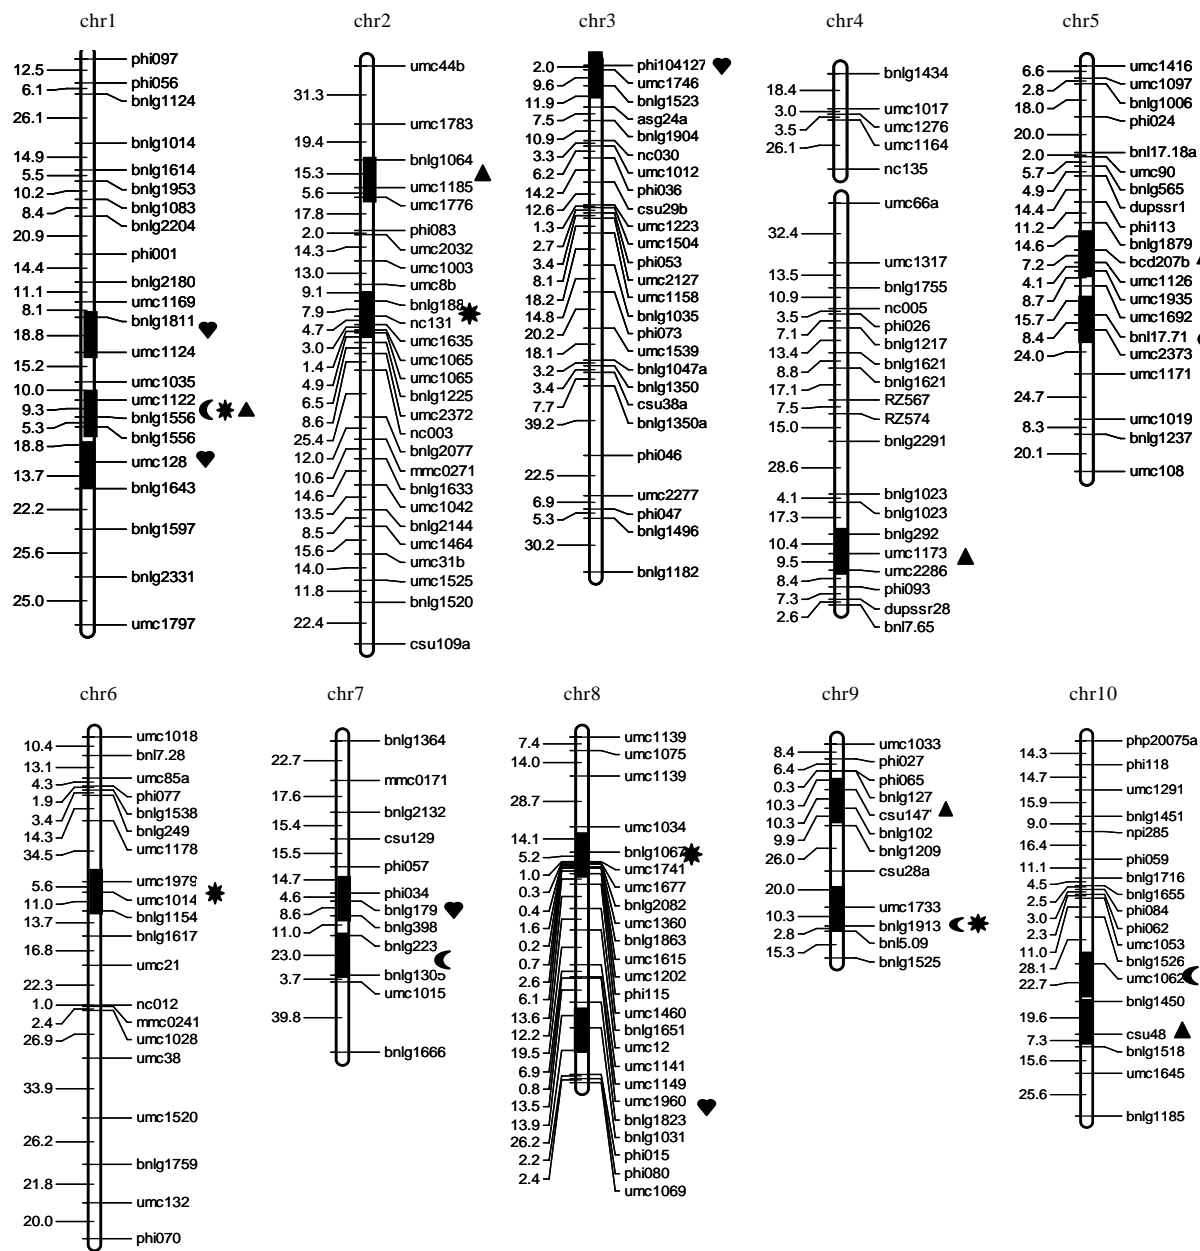 chr1
12.5
6.1
26.1
14.9
5.5
10.2
8.4
20.9
14.4
11.1
8.1
18.8
15.2
10.0
9.3
5.3
18.8
13.7
22.2
25.6
25.0
phi097
phi056
bnlg1124
bnlg1014
bnlg1614
bnlg1953
bnlg1083
bnlg2204
phi001
bnlg2180
umc1169
bnlg1811
umc1124
umc1035
umc1122
bnlg1556
bnlg1556
umc128
bnlg1643
bnlg1597
bnlg2331
umc1797
chr2
31.3
19.4
15.3
5.6
17.8
2.0
14.3
13.0
9.1
7.9
4.7
3.0
1.4
4.9
6.5
8.6
25.4
12.0
10.6
14.6
13.5
8.5
15.6
14.0
11.8
22.4
umc44b
umc1783
bnlg1064
umc1185
umc1776
phi083
umc2032
umc1003
umc8b
bnlg188
nc131
umc1635
umc1065
umc1065
bnlg1225
umc2372
nc003
bnlg2077
mmc0271
bnlg1633
umc1042
bnlg2144
umc1464
umc31b
umc1525
bnlg1520
csu109a
chr3
2.0
9.6
11.9
7.5
10.9
3.3
6.2
14.2
12.6
1.3
2.7
3.4
8.1
18.2
14.8
20.2
18.1
3.2
3.4
7.7
39.2
22.5
6.9
5.3
30.2
phi104127
umc1746
bnlg1523
asg24a
bnlg1904
nc030
umc1012
phi036
csu29b
umc1223
umc1504
phi053
umc2127
umc1158
bnlg1035
phi073
umc1539
bnlg1047a
bnlg1350
csu38a
bnlg1350a
phi046
umc2277
phi047
bnlg1496
bnlg1182
chr4
18.4
3.0
3.5
26.1
bnlg1434
umc1017
umc1276
umc1164
nc135
32.4
13.5
10.9
3.5
7.1
13.4
8.8
17.1
7.5
15.0
28.6
4.1
17.3
10.4
9.5
8.4
7.3
2.6
umc66a
umc1317
bnlg1755
nc005
phi026
bnlg1217
bnlg1621
bnlg1621
RZ567
RZ574
bnlg2291
bnlg1023
bnlg1023
bnlg292
umc1173
umc2286
phi093
dupssr28
bnl7.65
chr5
6.6
2.8
18.0
20.0
2.0
5.7
4.9
14.4
11.2
14.6
7.2
4.1
8.7
15.7
8.4
24.0
24.7
8.3
20.1
umc1416
umc1097
bnlg1006
phi024
bnl17.18a
umc90
bnlg565
dupssr1
phi113
bnlg1879
bcd207b
umc1126
umc1935
umc1692
bnl17.71
umc2373
umc1171
umc1019
bnlg1237
umc108
chr6
10.4
13.1
4.3
1.9
3.4
14.3
34.5
5.6
11.0
13.7
16.8
22.3
1.0
2.4
26.9
33.9
26.2
21.8
20.0
umc1018
bnl7.28
umc85a
phi077
bnlg1538
bnlg249
umc1178
umc1979
umc1014
bnlg1154
bnlg1617
umc21
nc012
mmc0241
umc1028
umc38
umc1520
bnlg1759
umc132
phi070
chr7
22.7
17.6
15.4
15.5
14.7
4.6
8.6
11.0
23.0
3.7
39.8
bnlg1364
mmc0171
bnlg2132
csu129
phi057
phi034
bnlg179
bnlg398
bnlg223
bnlg1305
umc1015
bnlg1666
chr8
7.4
14.0
28.7
14.1
5.2
1.0
0.3
0.4
1.6
0.2
0.7
2.6
6.1
13.6
12.2
19.5
6.9
0.8
13.5
13.9
26.2
2.2
2.4
umc1139
umc1075
umc1139
umc1034
bnlg1067
umc1741
umc1677
bnlg2082
umc1360
bnlg1863
umc1615
umc1202
phi115
umc1460
bnlg1651
umc12
umc1141
umc1149
umc1960
bnlg1823
bnlg1031
phi015
phi080
umc1069
chr9
8.4
6.4
0.3
10.3
10.3
9.9
26.0
20.0
10.3
2.8
15.3
umc1033
phi027
phi065
bnlg127
csu147
bnlg102
bnlg1209
csu28a
umc1733
bnlg1913
bnl5.09
bnlg1525
chr10
14.3
14.7
15.9
9.0
16.4
11.1
4.5
2.5
3.0
2.3
11.0
28.1
22.7
19.6
7.3
15.6
25.6
php20075a
phi118
umc1291
bnlg1451
npi285
phi059
bnlg1716
bnlg1655
phi084
phi062
umc1053
bnlg1526
umc1062
bnlg1450
csu48
bnlg1518
umc1645
bnlg1185